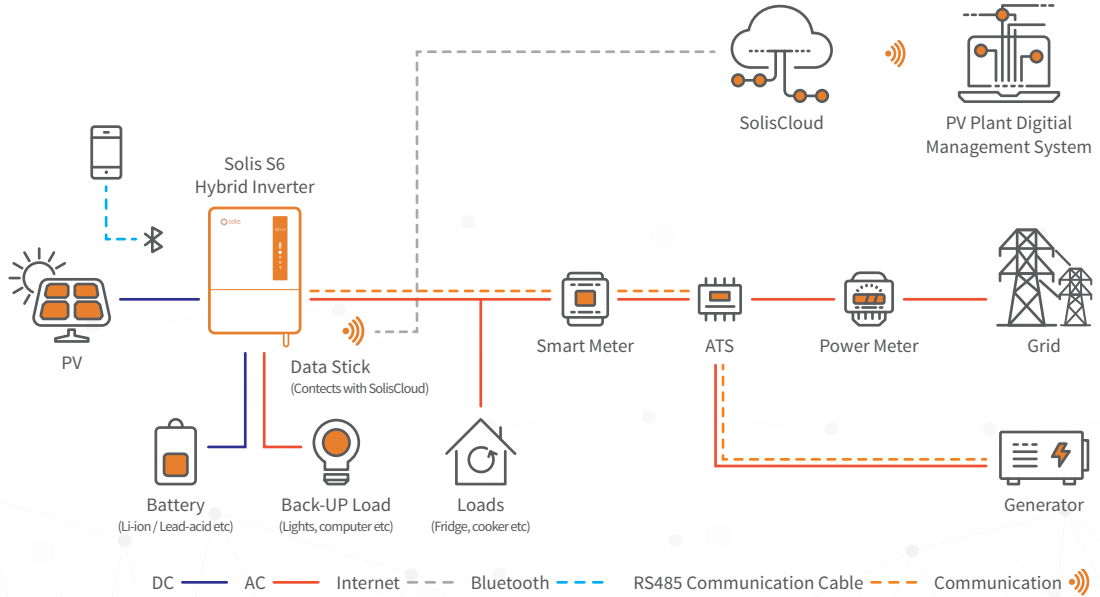 SolisCloud
PV Plant Digitial
Management System
Solis S6
Hybrid Inverter
solis
PV
Data Stick
(Contects with SolisCloud)
Smart Meter
ATS
Power Meter
Grid
Battery
(Li-ion / Lead-acid etc)
Back-UP Load
(Lights, computer etc)
Loads
(Fridge, cooker etc)
Generator
DC
AC
Internet
Bluetooth
RS485 Communication Cable
Communication